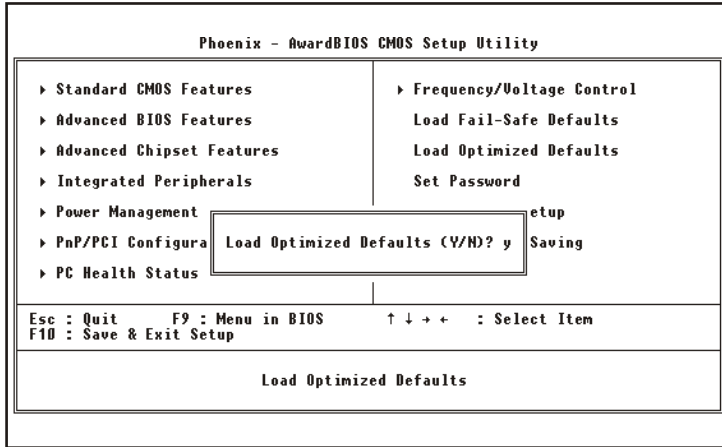 Phoenix - AwardBIOS CMOS Setup Utility
▸ Standard CMOS Features
▸ Advanced BIOS Features
▸ Advanced Chipset Features
▸ Integrated Peripherals
▸ Power Management
▸ PnP/PCI Configura
▸ PC Health Status
▸ Frequency/Voltage Control
Load Fail-Safe Defaults
Load Optimized Defaults
Set Password
etup
Saving
Load Optimized Defaults (Y/N)? y
Esc : Quit F9 : Menu in BIOS ↑ ↓ → ← : Select Item
F10 : Save & Exit Setup
Load Optimized Defaults